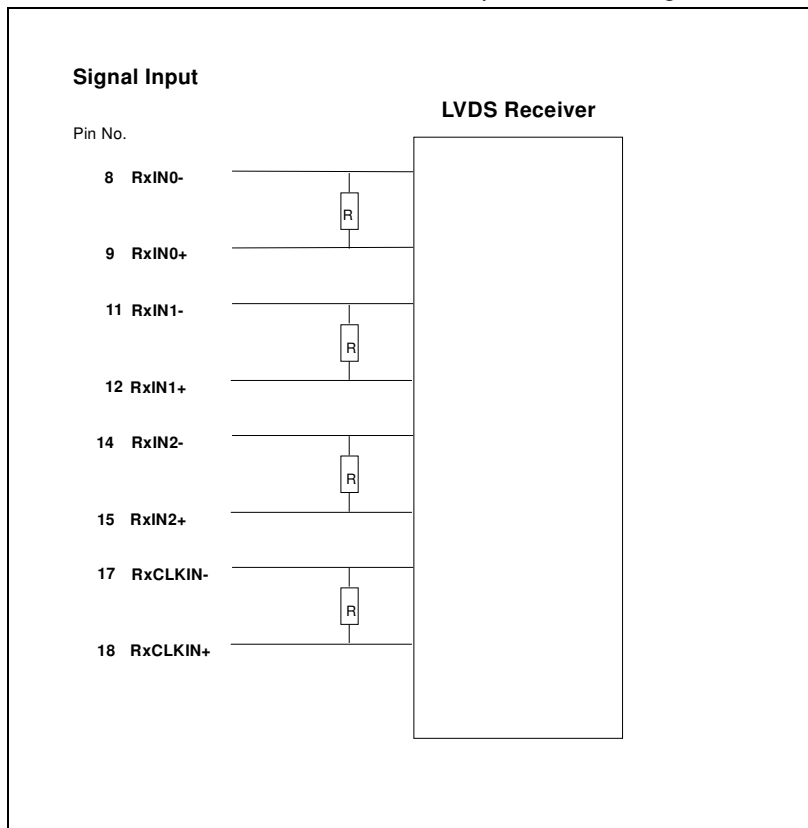 Signal Input
LVDS Receiver
Pin No.
8 RxIN0-
R
9 RxIN0+
11 RxIN1-
R
12 RxIN1+
14 RxIN2-
R
15 RxIN2+
17 RxCLKIN-
R
18 RxCLKIN+